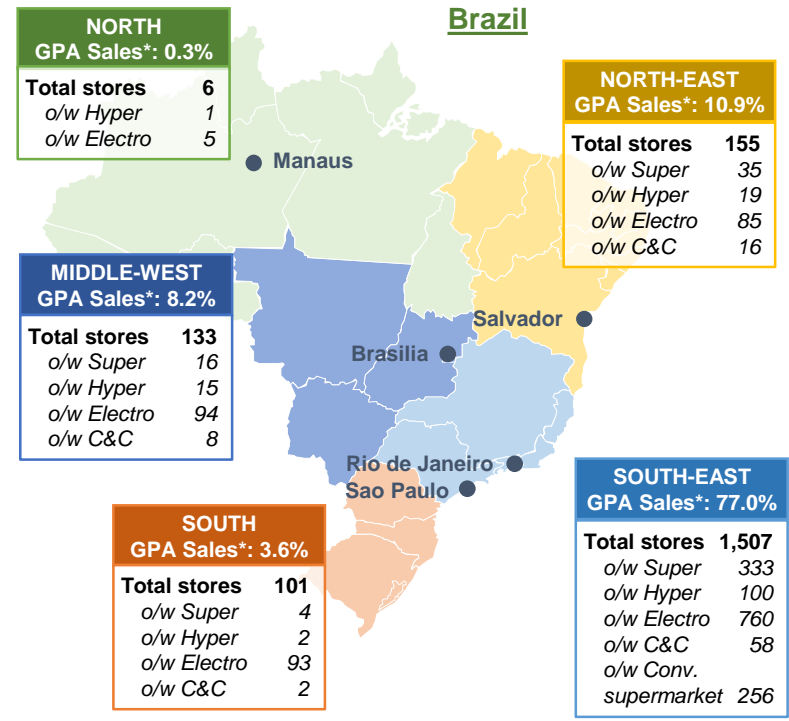 Brazil
NORTH
GPA Sales*: 0.3%
Total stores 6
o/w Hyper 1
o/w Electro 5
NORTH-EAST
GPA Sales*: 10.9%
Total stores 155
o/w Super 35
o/w Hyper 19
o/w Electro 85
o/w C&C 16
Manaus
MIDDLE-WEST
GPA Sales*: 8.2%
Total stores 133
o/w Super 16
o/w Hyper 15
o/w Electro 94
o/w C&C 8
Salvador
Brasilia
Rio de Janeiro
Sao Paulo
SOUTH-EAST
GPA Sales*: 77.0%
Total stores 1,507
o/w Super 333
o/w Hyper 100
o/w Electro 760
o/w C&C 58
o/w Conv.
supermarket 256
SOUTH
GPA Sales*: 3.6%
Total stores 101
o/w Super 4
o/w Hyper 2
o/w Electro 93
o/w C&C 2